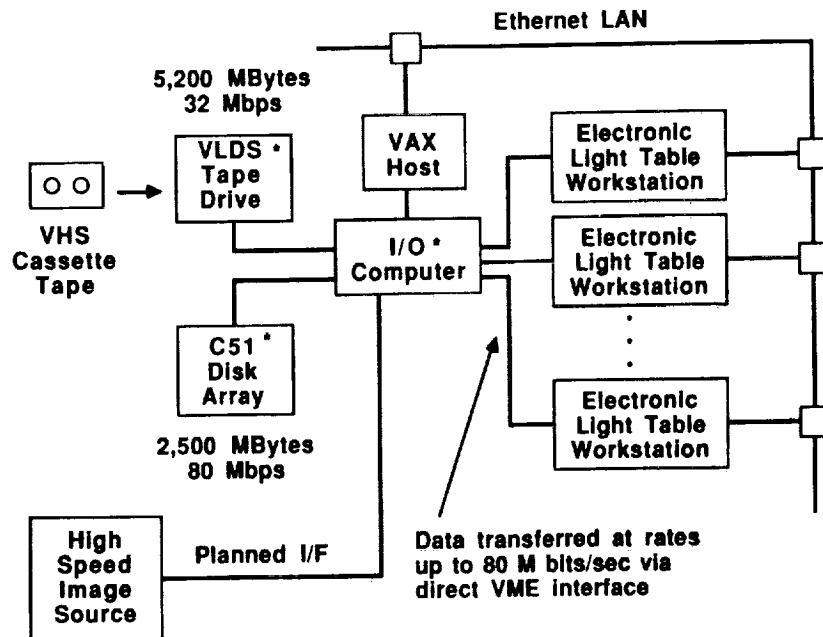 Ethernet LAN
5,200 MBytes
32 Mbps
VLDS *
Tape
Drive
VAX
Host
Electronic
Light Table
Workstation
VHS
Cassette
Tape
I/O *
Computer
Electronic
Light Table
Workstation
C51 *
Disk
Array
2,500 MBytes
80 Mbps
Electronic
Light Table
Workstation
High
Speed
Image
Source
Planned I/F
Data transferred at rates
up to 80 M bits/sec via
direct VME interface